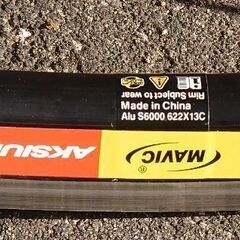 Rim Subject to wear
Made in China
Alu S6000 622X13C
MAVIC
AKSIUM